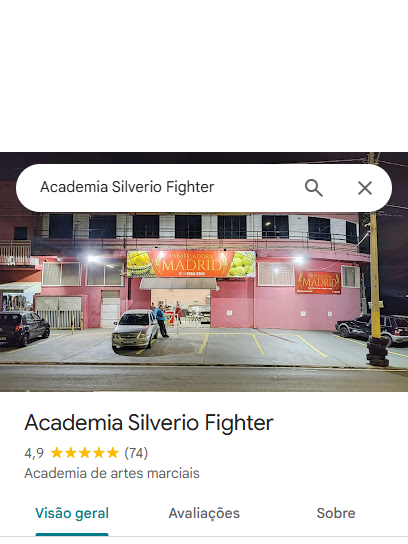 Academia Silverio Fighter
PANIFICADORA
MADRID
MADRID
Academia Silverio Fighter
4,9 (74)
Academia de artes marciais
Visão geral Avaliações Sobre